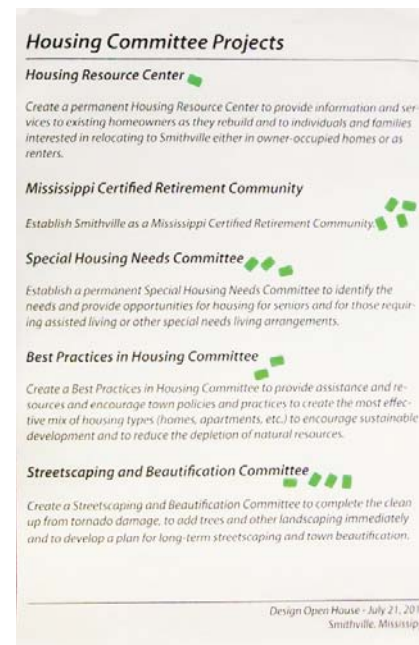 Housing Committee Projects
Housing Resource Center
Create a permanent Housing Resource Center to provide information and ser-
vices to existing homeowners as they rebuild and to individuals and families
interested in relocating to Smithville either in owner-occupied homes or as
renters.
Mississippi Certified Retirement Community
Establish Smithville as a Mississippi Certified Retirement Community.
Special Housing Needs Committee
Establish a permanent Special Housing Needs Committee to identify the
needs and provide opportunities for housing for seniors and for those requir-
ing assisted living or other special needs living arrangements.
Best Practices in Housing Committee
Create a Best Practices in Housing Committee to provide assistance and re-
sources and encourage town policies and practices to create the most effec-
tive mix of housing types (homes, apartments, etc.) to encourage sustainable
development and to reduce the depletion of natural resources.
Streetscaping and Beautification Committee
Create a Streetscaping and Beautification Committee to complete the clean
up from tornado damage, to add trees and other landscaping immediately
and to develop a plan for long-term streetscaping and town beautification.
Design Open House - July 21, 201
Smithville, Mississip